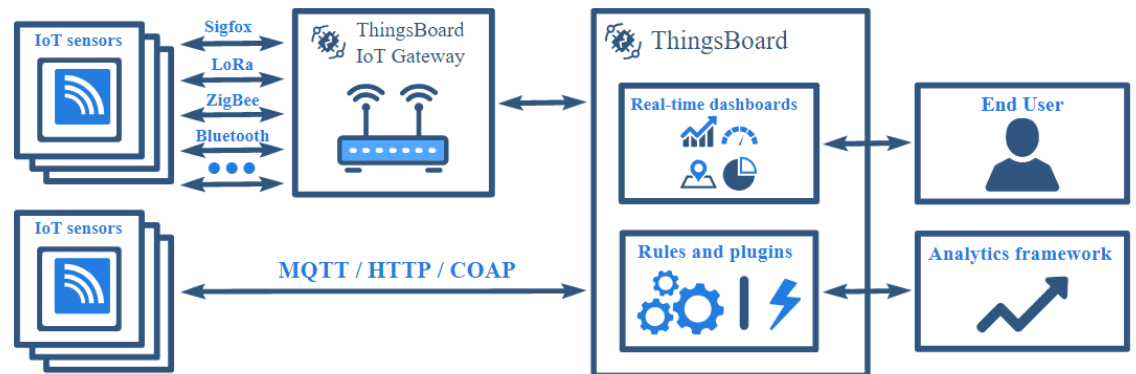 IoT sensors
Sigfox
LoRa
ZigBee
Bluetooth
ThingsBoard
IoT Gateway
ThingsBoard
Real-time dashboards
End User
IoT sensors
MQTT / HTTP / COAP
Rules and plugins
Analytics framework